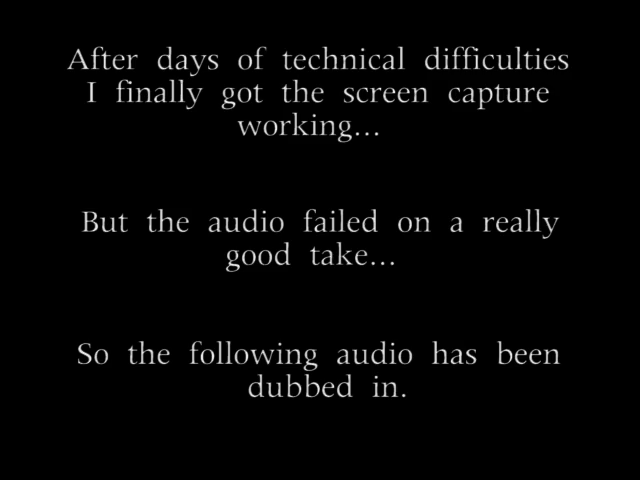 After days of technical difficulties
I finally got the screen capture
working...
But the audio failed on a really
good take...
So the following audio has been
dubbed in.